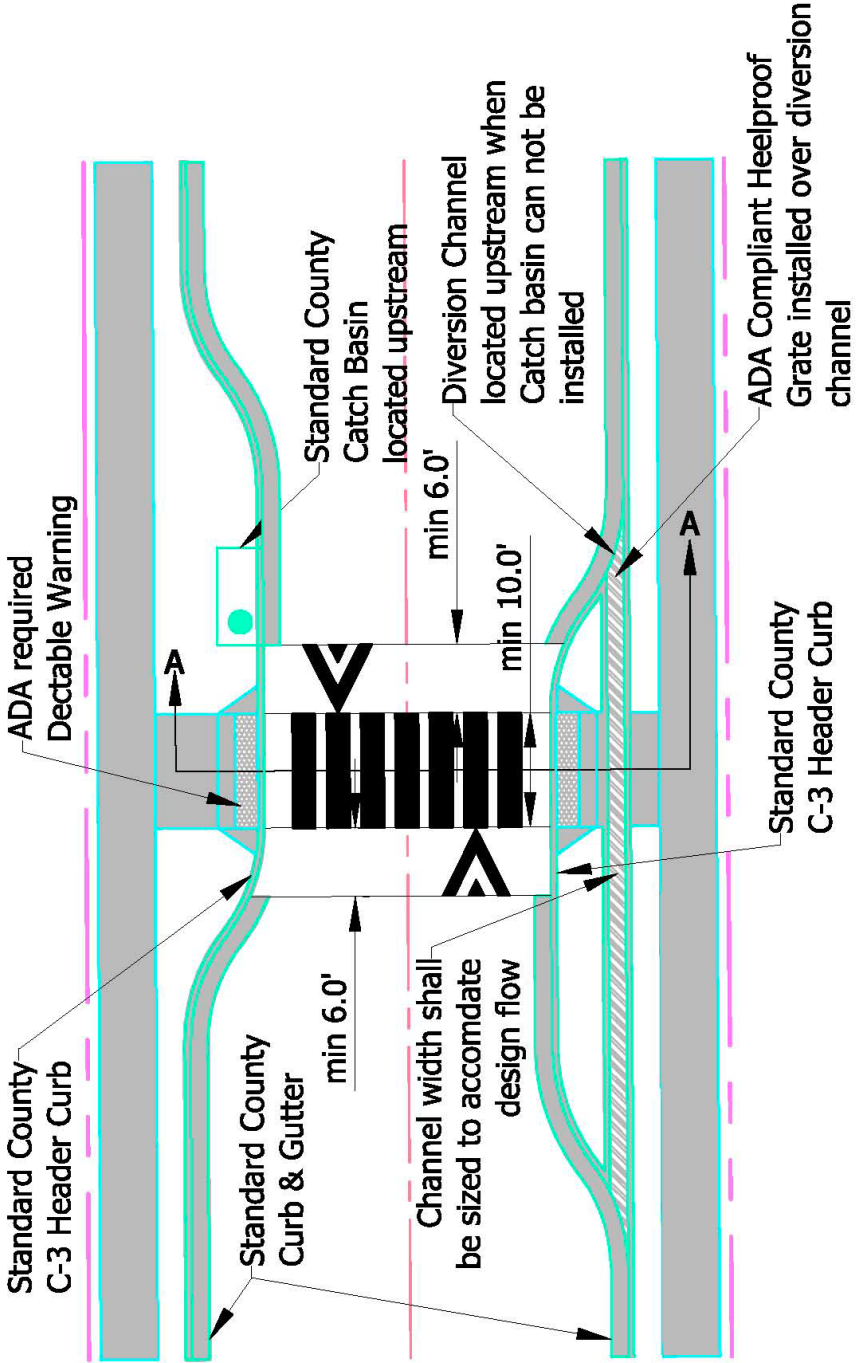 Standard County
C-3 Header Curb
ADA required
Dectable Warning
A
Standard County
Catch Basin
located upstream
Standard County
Curb & Gutter
min 6.0'
min 6.0'
min 10.0'
Diversion Channel
located upstream when
Catch basin can not be
installed
Channel width shall
be sized to accomdate
design flow
A
Standard County
C-3 Header Curb
ADA Compliant Heelproof
Grate installed over diversion
channel